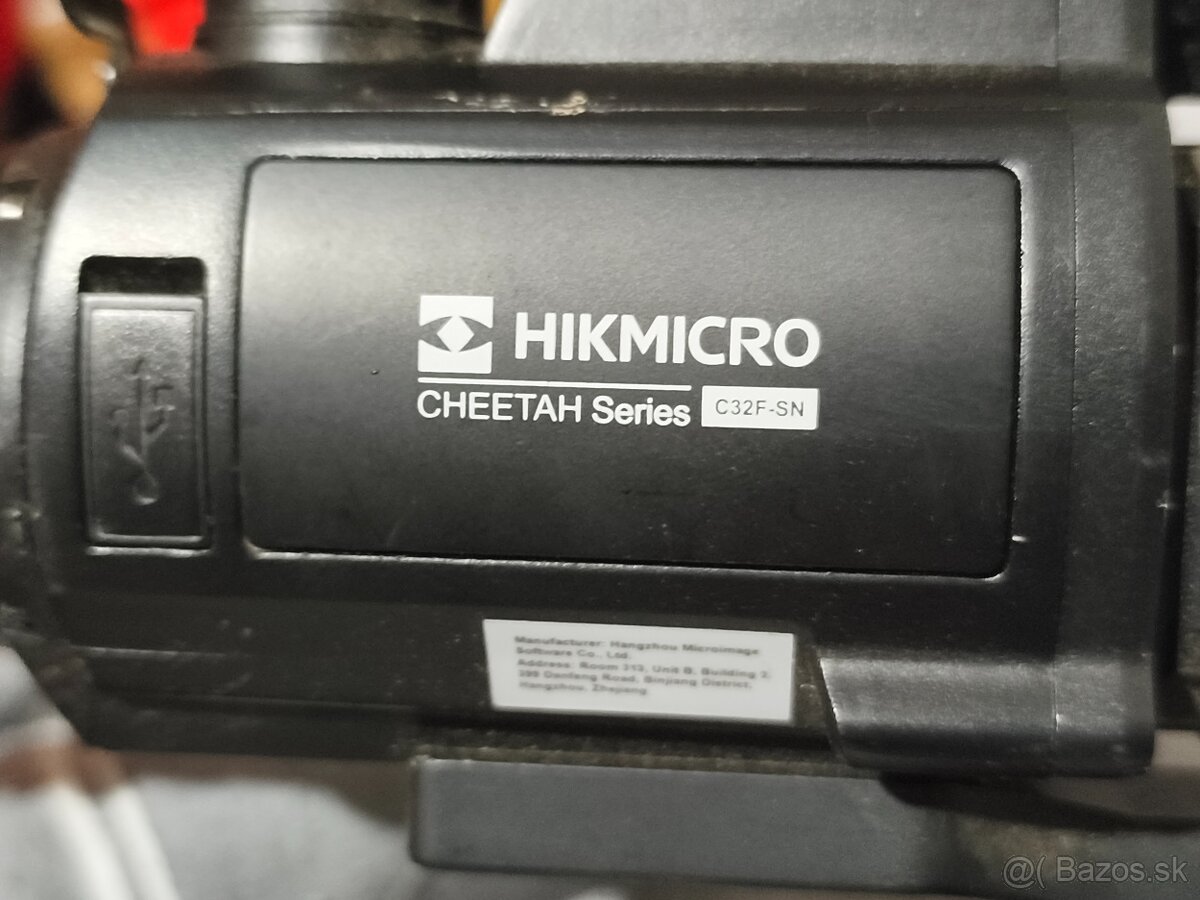 HIKMICRO
CHEETAH Series C32F-SN
Manufacturer: Hangzhou Microimage
Software Co., Ltd.
Address: Room 313, Unit B, Building 2,
399 Danfeng Road, Binjiang District,
Hangzhou, Zhejiang
@( Bazos.sk